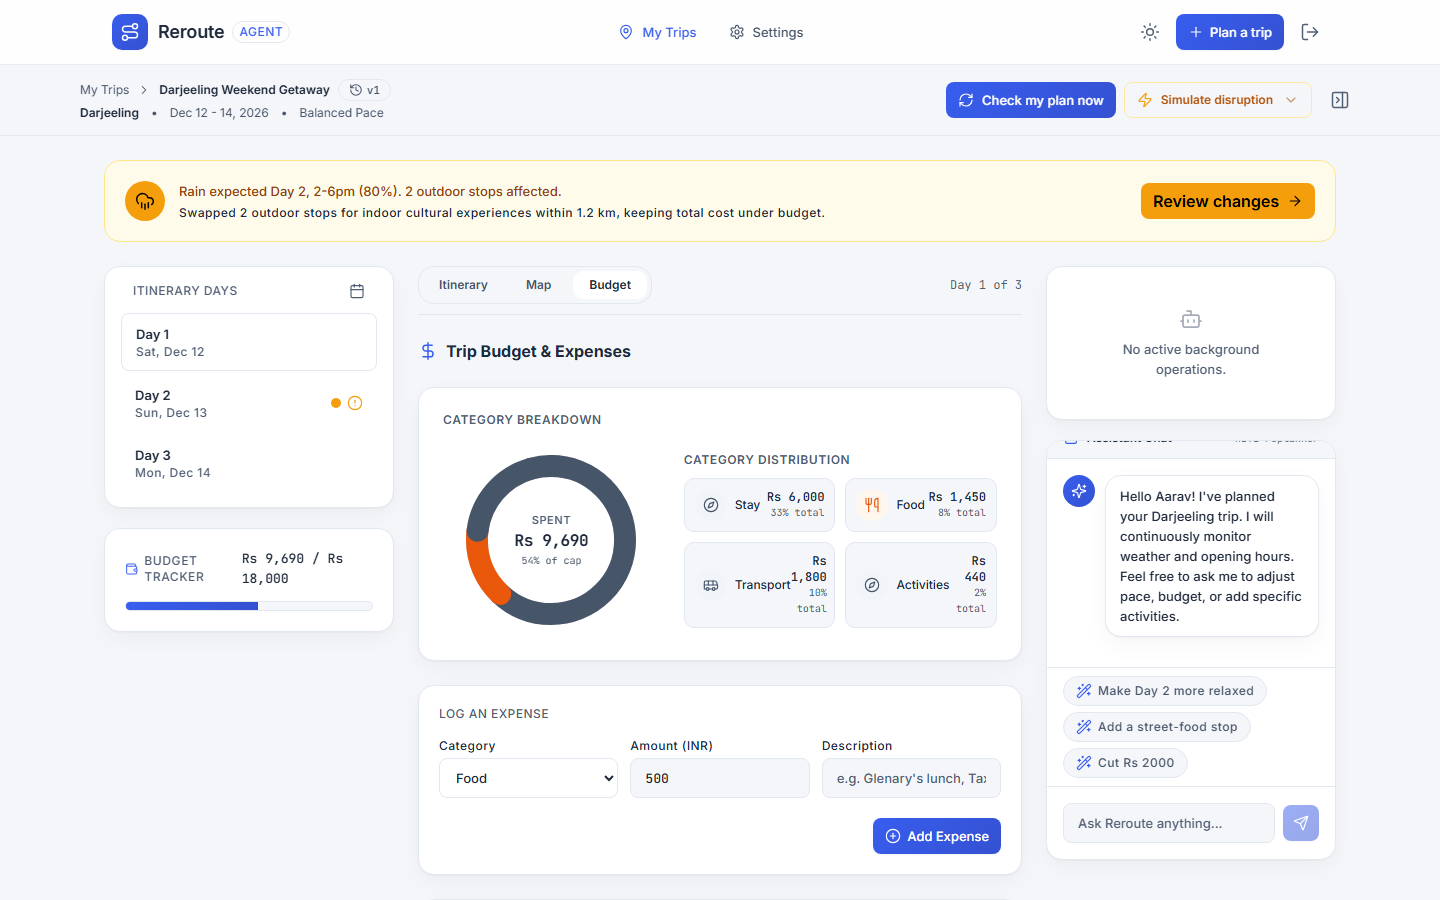 Reroute AGENT
My Trips
Settings
Plan a trip
My Trips > Darjeeling Weekend Getaway v1
Darjeeling • Dec 12 - 14, 2026 • Balanced Pace
Check my plan now
Simulate disruption
Rain expected Day 2, 2-6pm (80%). 2 outdoor stops affected.
Swapped 2 outdoor stops for indoor cultural experiences within 1.2 km, keeping total cost under budget.
Review changes →
ITINERARY DAYS
Day 1
Sat, Dec 12
Day 2
Sun, Dec 13
Day 3
Mon, Dec 14
BUDGET
TRACKER
Rs 9,690 / Rs
18,000
Itinerary
Map
Budget
Day 1 of 3
Trip Budget & Expenses
CATEGORY BREAKDOWN
SPENT
Rs 9,690
54% of cap
CATEGORY DISTRIBUTION
Stay
Rs 6,000
33% total
Food
Rs 1,450
8% total
Transport
Rs
1,800
10%
total
Activities
Rs
440
2%
total
LOG AN EXPENSE
Category
Food
Amount (INR)
500
Description
e.g. Glenary's lunch, Tax
Add Expense
No active background
operations.
Assistant Chat
Hello Aarav! I've planned
your Darjeeling trip. I will
continuously monitor
weather and opening hours.
Feel free to ask me to adjust
pace, budget, or add specific
activities.
Make Day 2 more relaxed
Add a street-food stop
Cut Rs 2000
Ask Reroute anything...